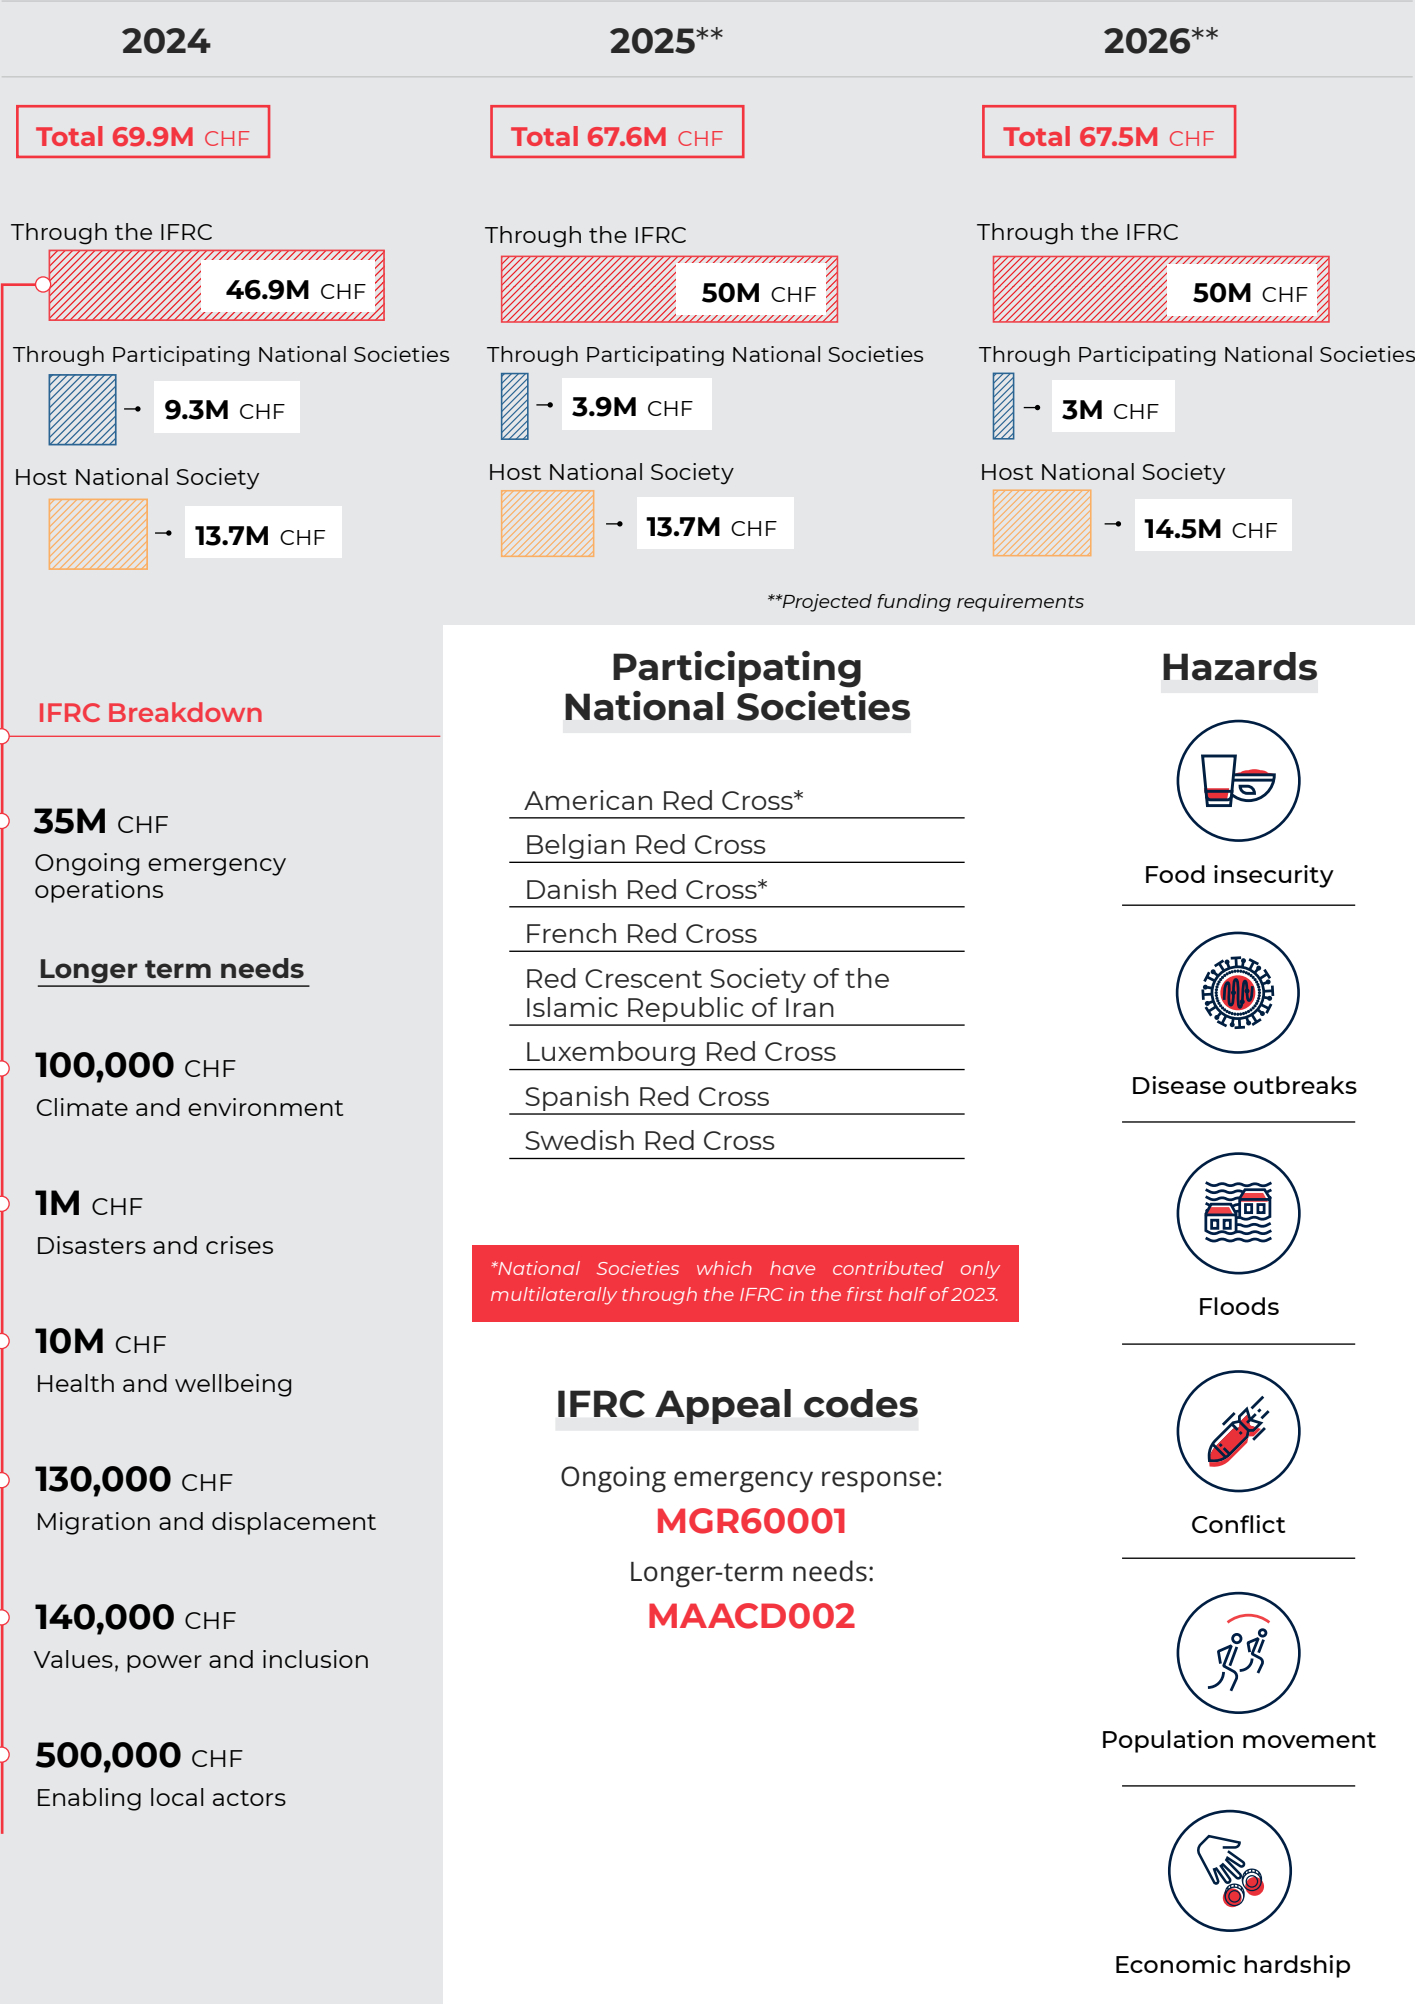 2024
2025**
2026**
Total 69.9M CHF
Total 67.6M CHF
Total 67.5M CHF
Through the IFRC
46.9M CHF
Through Participating National Societies
9.3M CHF
Host National Society
13.7M CHF
Through the IFRC
50M CHF
Through Participating National Societies
3.9M CHF
Host National Society
13.7M CHF
Through the IFRC
50M CHF
Through Participating National Societies
3M CHF
Host National Society
14.5M CHF
**Projected funding requirements
IFRC Breakdown
35M CHF
Ongoing emergency
operations
Longer term needs
100,000 CHF
Climate and environment
1M CHF
Disasters and crises
10M CHF
Health and wellbeing
130,000 CHF
Migration and displacement
140,000 CHF
Values, power and inclusion
500,000 CHF
Enabling local actors
Participating
National Societies
American Red Cross*
Belgian Red Cross
Danish Red Cross*
French Red Cross
Red Crescent Society of the
Islamic Republic of Iran
Luxembourg Red Cross
Spanish Red Cross
Swedish Red Cross
*National Societies which have contributed only
multilaterally through the IFRC in the first half of 2023.
IFRC Appeal codes
Ongoing emergency response:
MGR60001
Longer-term needs:
MAACD002
Hazards
Food insecurity
Disease outbreaks
Floods
Conflict
Population movement
Economic hardship